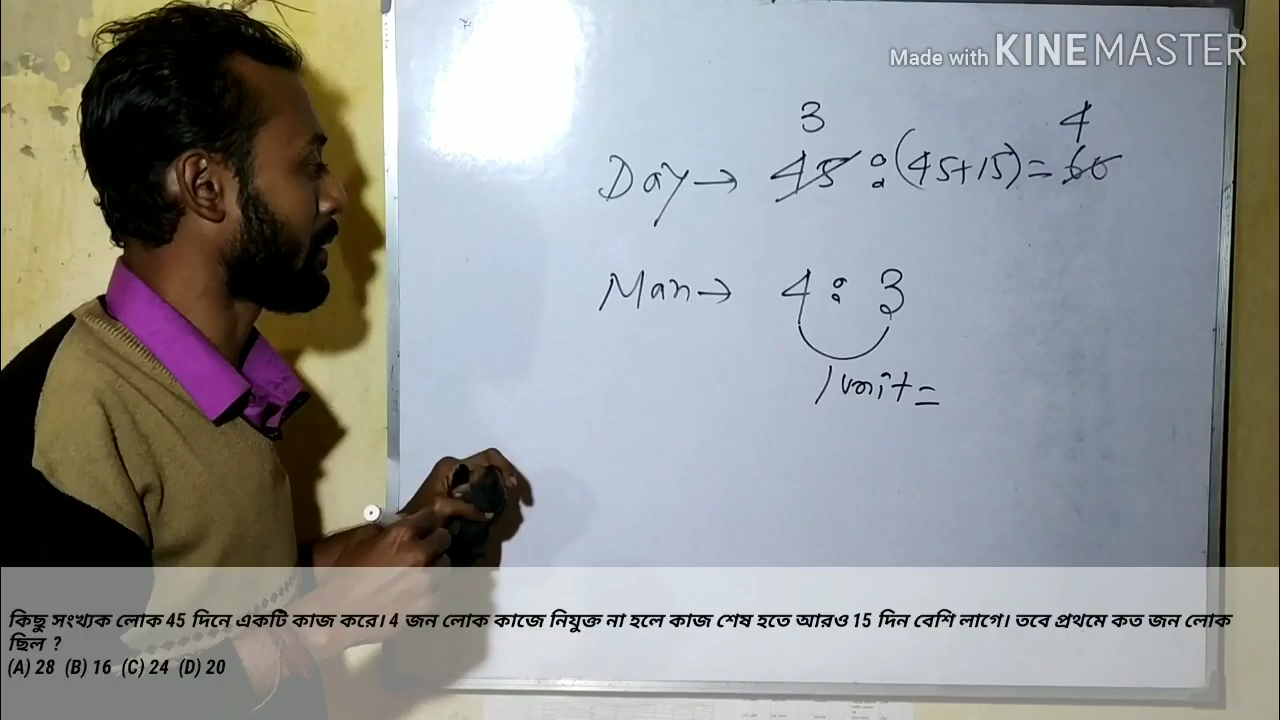 Made with KINEMASTER
3 4
Day → 45 : (45+15) = 60
Man → 4 : 3
1 unit =
কিছু সংখ্যক লোক 45 দিনে একটি কাজ করে। 4 জন লোক কাজে নিযুক্ত না হলে কাজ শেষ হতে আরও 15 দিন বেশি লাগে। তবে প্রথমে কত জন লোক
ছিল ?
(A) 28 (B) 16 (C) 24 (D) 20